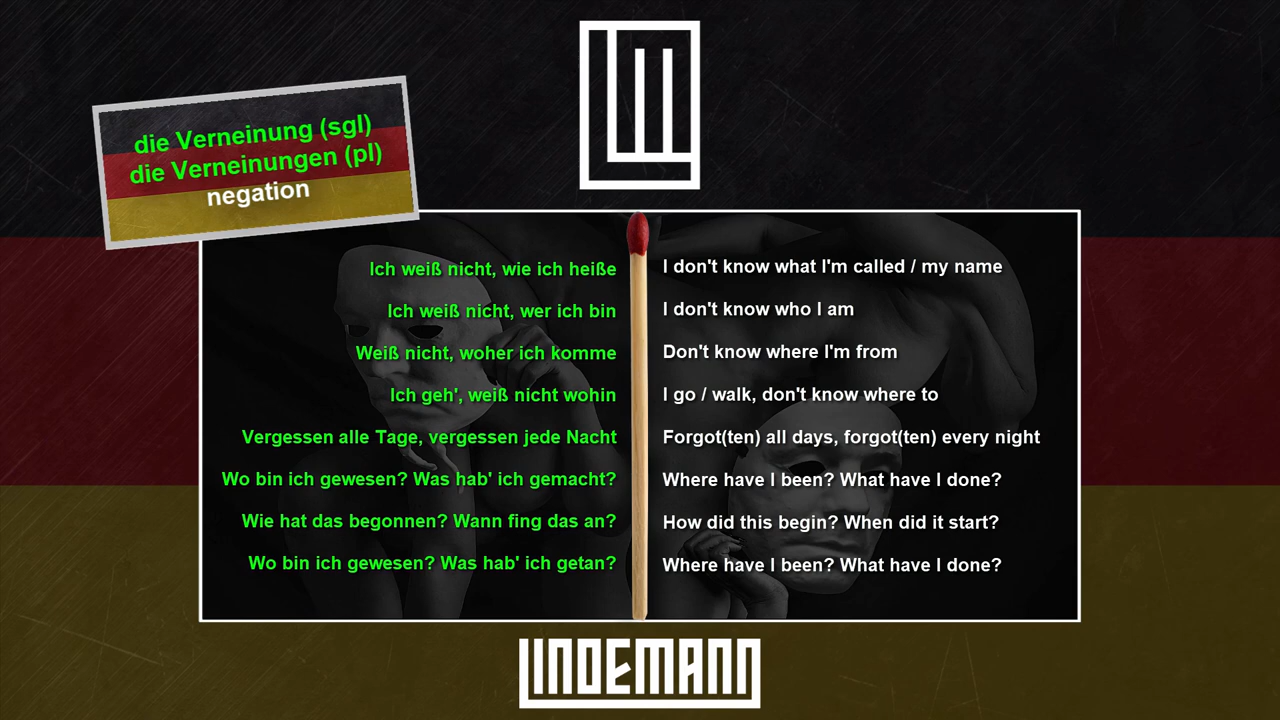 die Verneinung (sgl)
die Verneinungen (pl)
negation
Ich weiß nicht, wie ich heiße
I don't know what I'm called / my name
Ich weiß nicht, wer ich bin
I don't know who I am
Weiß nicht, woher ich komme
Don't know where I'm from
Ich geh', weiß nicht wohin
I go / walk, don't know where to
Vergessen alle Tage, vergessen jede Nacht
Forgot(ten) all days, forgot(ten) every night
Wo bin ich gewesen? Was hab' ich gemacht?
Where have I been? What have I done?
Wie hat das begonnen? Wann fing das an?
How did this begin? When did it start?
Wo bin ich gewesen? Was hab' ich getan?
Where have I been? What have I done?
LINDEMANN